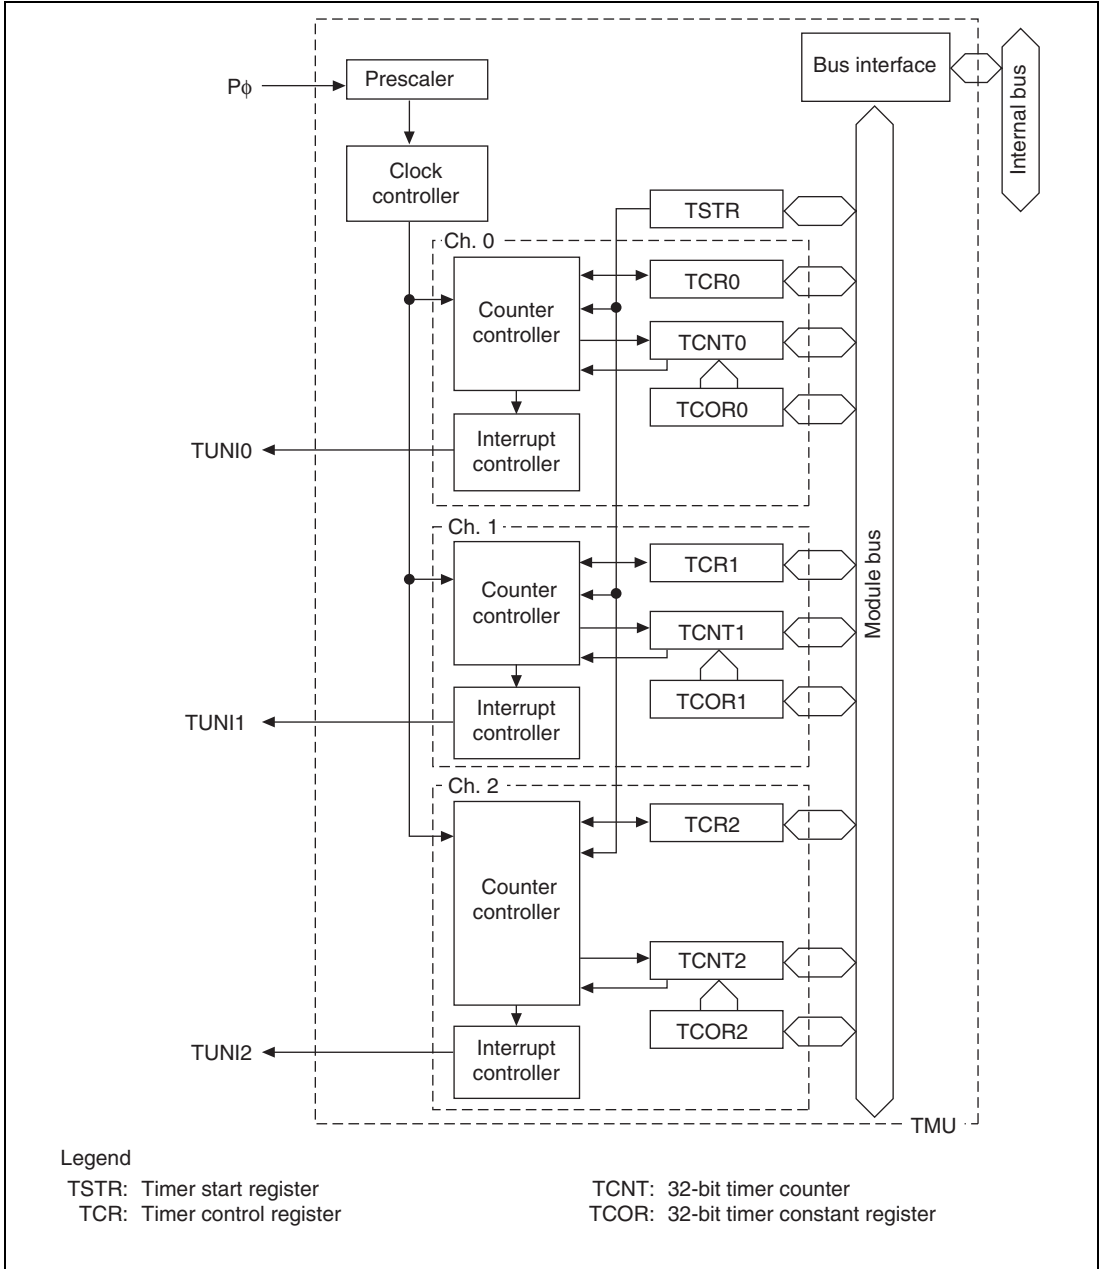 Pϕ
Prescaler
Bus interface
Internal bus
Clock
controller
TSTR
Ch. 0
Counter
controller
TCR0
TCNT0
TCOR0
Interrupt
controller
TUNI0
Ch. 1
Counter
controller
TCR1
TCNT1
TCOR1
Module bus
Interrupt
controller
TUNI1
Ch. 2
Counter
controller
TCR2
TCNT2
TCOR2
Interrupt
controller
TUNI2
TMU
Legend
TSTR: Timer start register
TCR: Timer control register
TCNT: 32-bit timer counter
TCOR: 32-bit timer constant register